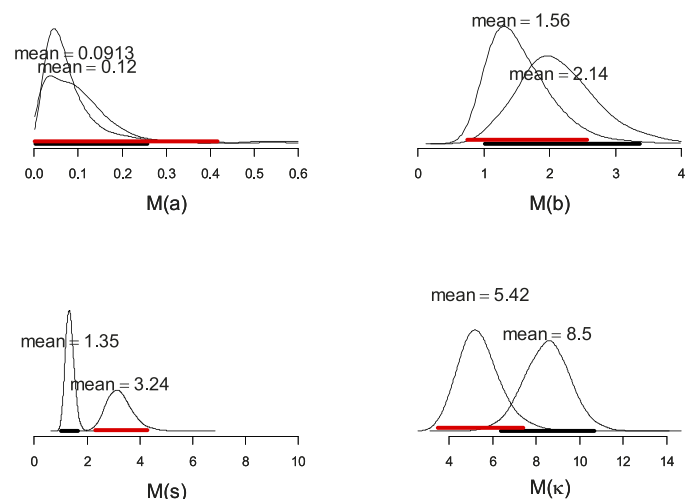 mean = 0.0913
mean = 0.12
0.0 0.1 0.2 0.3 0.4 0.5 0.6
M(a)
mean = 1.56
mean = 2.14
0 1 2 3 4
M(b)
mean = 1.35
mean = 3.24
0 2 4 6 8 10
M(s)
mean = 5.42
mean = 8.5
4 6 8 10 12 14
M(κ)